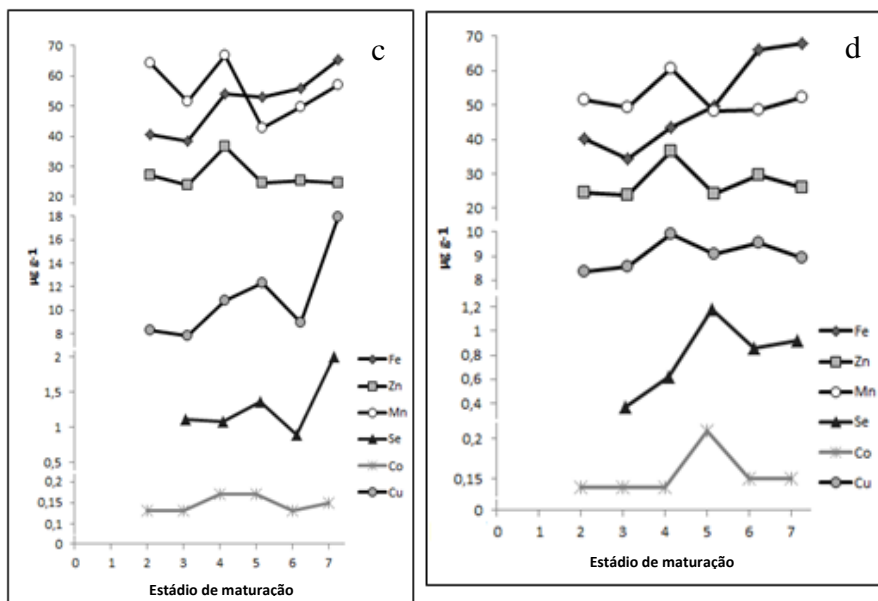 c
70
60
50
40
30
20
18
16
14
12
10
8
2
1,5
1
0,5
0,2
0,15
0,1
0
µg g-1
0 1 2 3 4 5 6 7
Estádio de maturação
Fe
Zn
Mn
Se
Co
Cu
d
70
60
50
40
30
20
10
9
8
1,2
1
0,8
0,6
0,4
0,2
0,15
0
µg g-1
0 1 2 3 4 5 6 7
Estádio de maturação
Fe
Zn
Mn
Se
Co
Cu